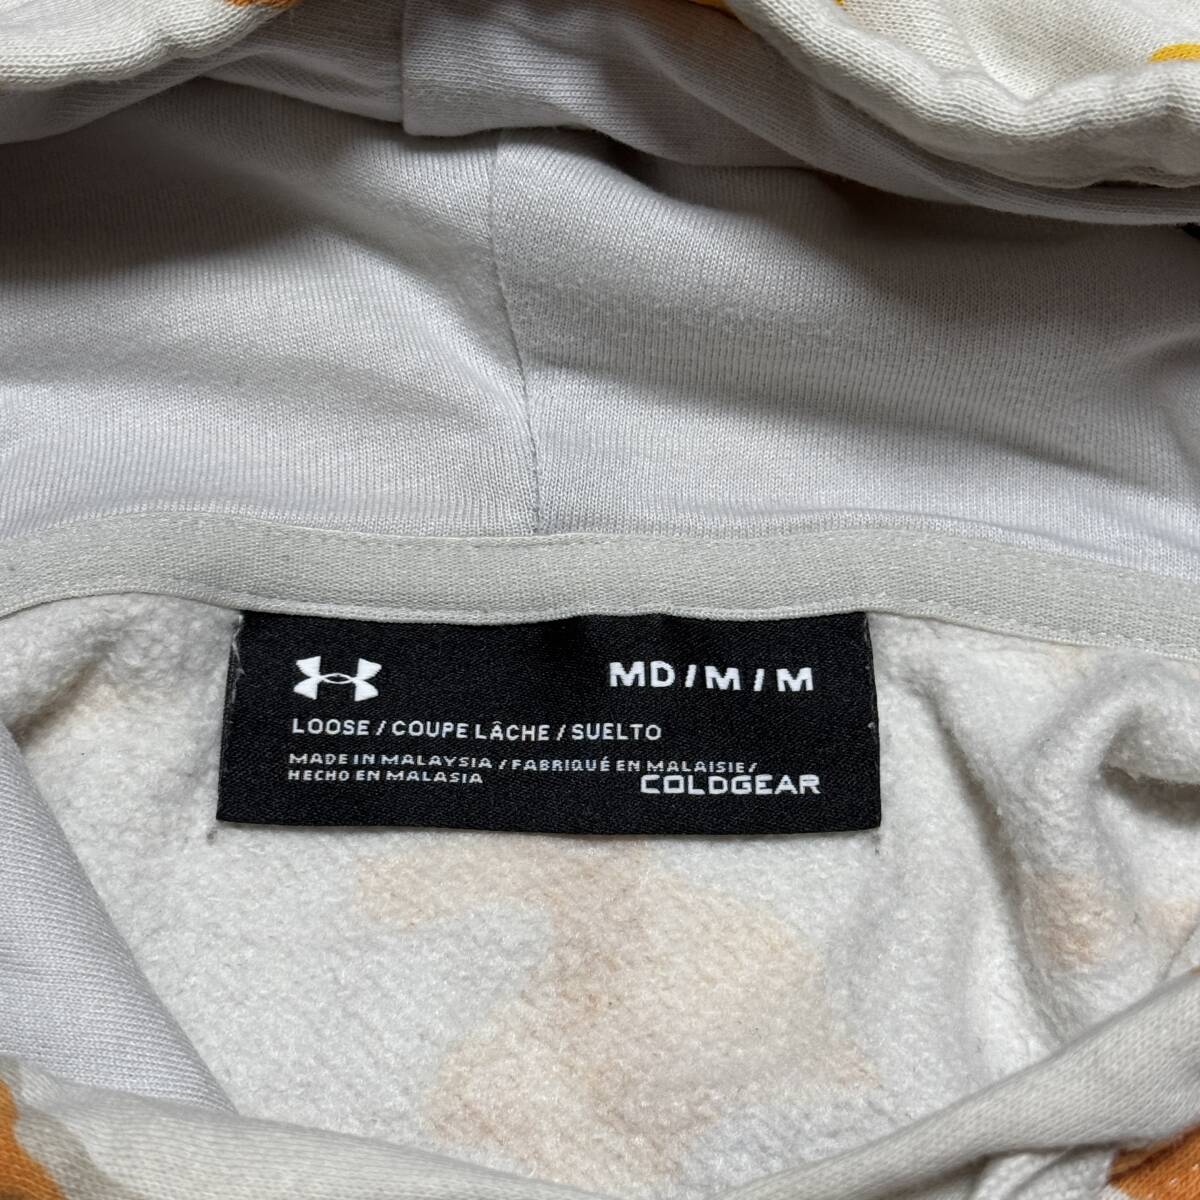 MD/M/M
LOOSE / COUPE LÂCHE / SUELTO
MADE IN MALAYSIA / FABRIQUÉ EN MALAISIE/
HECHO EN MALASIA
COLDGEAR